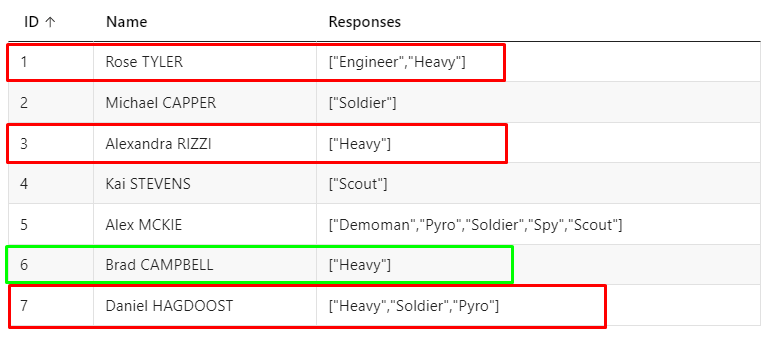 ID ↑ Name Responses
1 Rose TYLER ["Engineer","Heavy"]
2 Michael CAPPER ["Soldier"]
3 Alexandra RIZZI ["Heavy"]
4 Kai STEVENS ["Scout"]
5 Alex MCKIE ["Demoman","Pyro","Soldier","Spy","Scout"]
6 Brad CAMPBELL ["Heavy"]
7 Daniel HAGDOOST ["Heavy","Soldier","Pyro"]